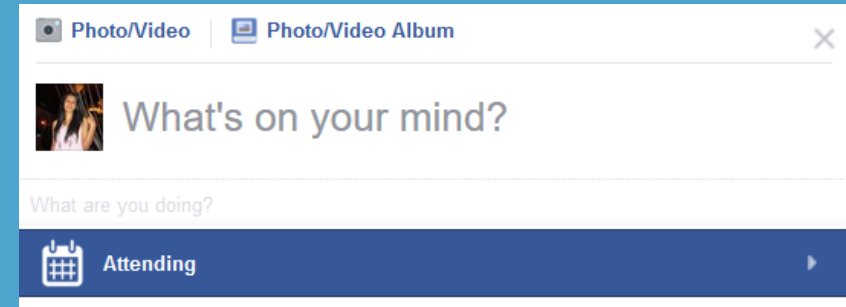 Photo/Video Photo/Video Album
What's on your mind?
What are you doing?
Attending